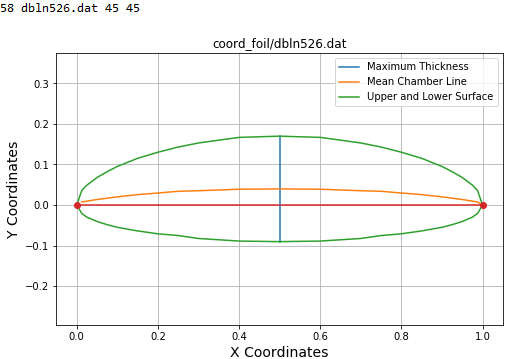 58 dbln526.dat 45 45
coord_foil/dbln526.dat
Maximum Thickness
Mean Chamber Line
Upper and Lower Surface
Y Coordinates
0.3
0.2
0.1
0.0
−0.1
−0.2
0.0 0.2 0.4 0.6 0.8 1.0
X Coordinates